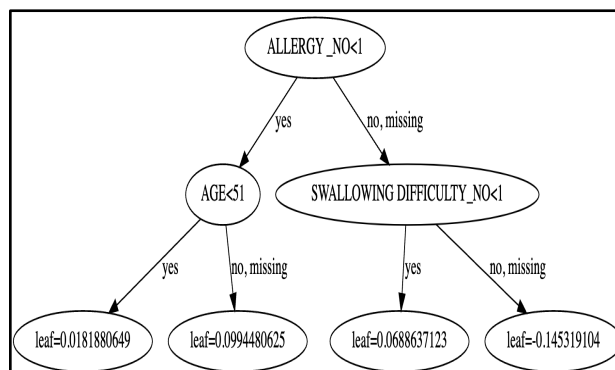 ALLERGY _NO<1
yes
no, missing
AGE<51
SWALLOWING DIFFICULTY_NO<1
yes
no, missing
yes
no, missing
leaf=0.0181880649
leaf=0.0994480625
leaf=0.0688637123
leaf=-0.145319104